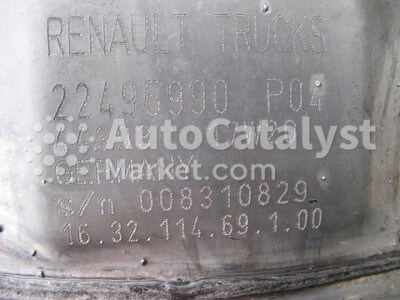 RENAULT TRUCKS
22495990 P04
AutoCatalyst
Market.com
GERMANY
s/n 008310829
16.32.114.69.1.00